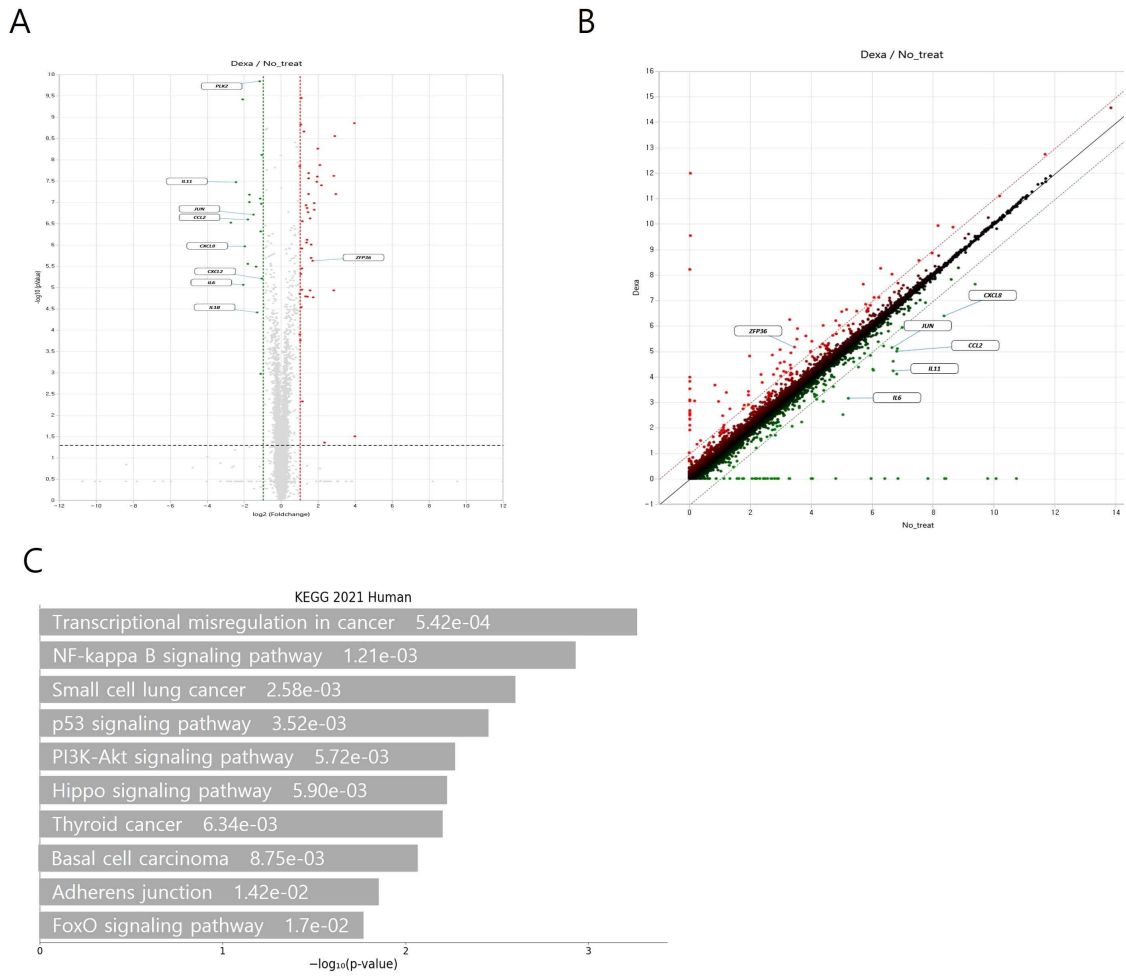 A
Dexa / No_treat
10
9.5
9
8.5
8
7.5
7
6.5
6
5.5
5
4.5
4
3.5
3
2.5
2
1.5
1
0.5
0
-log10 (pValue)
PLK2
IL11
JUN
CCL2
CXCL8
CXCL2
IL6
ZFP36
−12 −10 −8 −6 −4 −2 0 2 4 6 8 10 12
log2 (Foldchange)
B
Dexa / No_treat
16
15
14
13
12
11
10
9
8
7
6
5
4
3
2
1
0
−1
Dexa
CXCL8
JUN
ZFP36
CCL2
IL11
IL6
0 2 4 6 8 10 12 14
No_treat
C
KEGG 2021 Human
Transcriptional misregulation in cancer 5.42e-04
NF-kappa B signaling pathway 1.21e-03
Small cell lung cancer 2.58e-03
p53 signaling pathway 3.52e-03
PI3K-Akt signaling pathway 5.72e-03
Hippo signaling pathway 5.90e-03
Thyroid cancer 6.34e-03
Basal cell carcinoma 8.75e-03
Adherens junction 1.42e-02
FoxO signaling pathway 1.7e-02
0 1 2 3
−log₁₀(p-value)